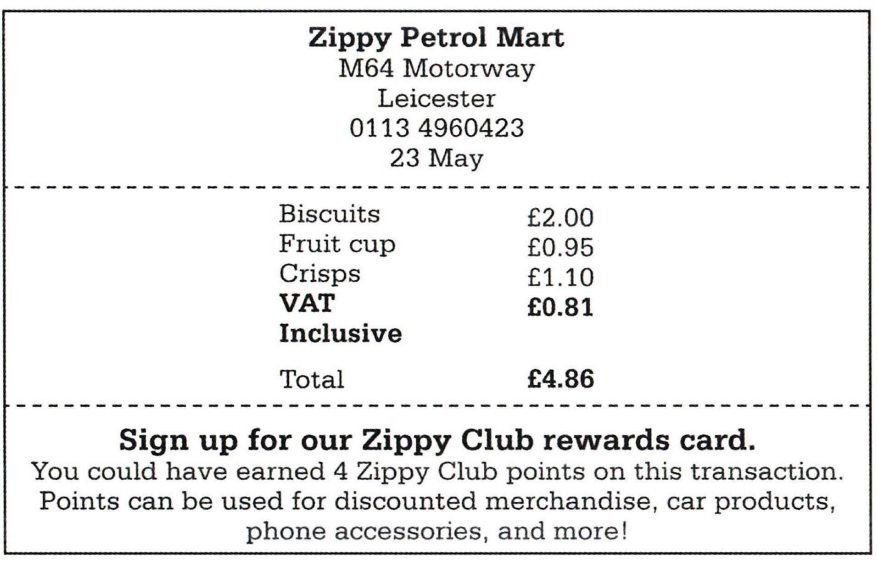 Zippy Petrol Mart
M64 Motorway
Leicester
0113 4960423
23 May
Biscuits £2.00
Fruit cup £0.95
Crisps £1.10
VAT £0.81
Inclusive
Total £4.86
Sign up for our Zippy Club rewards card.
You could have earned 4 Zippy Club points on this transaction.
Points can be used for discounted merchandise, car products,
phone accessories, and more!